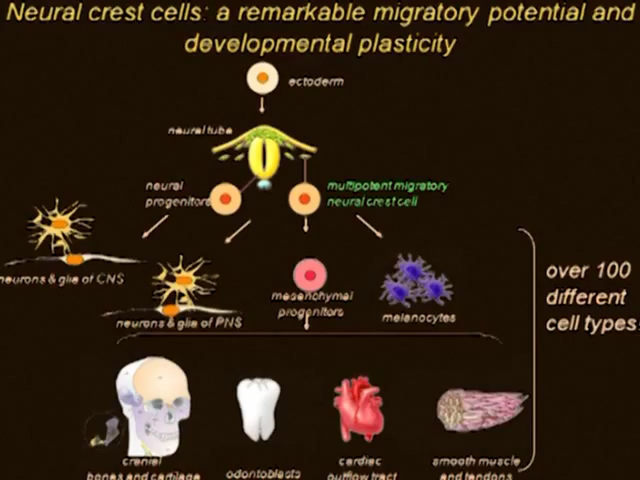 Neural crest cells: a remarkable migratory potential and
developmental plasticity
ectoderm
neural tube
neural
progenitors
multipotent migratory
neural crest cell
neurons & glia of CNS
neurons & glia of PNS
mesenchymal
progenitors
melanocytes
over 100
different
cell types
cranial
bones and cartilage
odontoblasts
cardiac
outflow tract
smooth muscle
and tendons